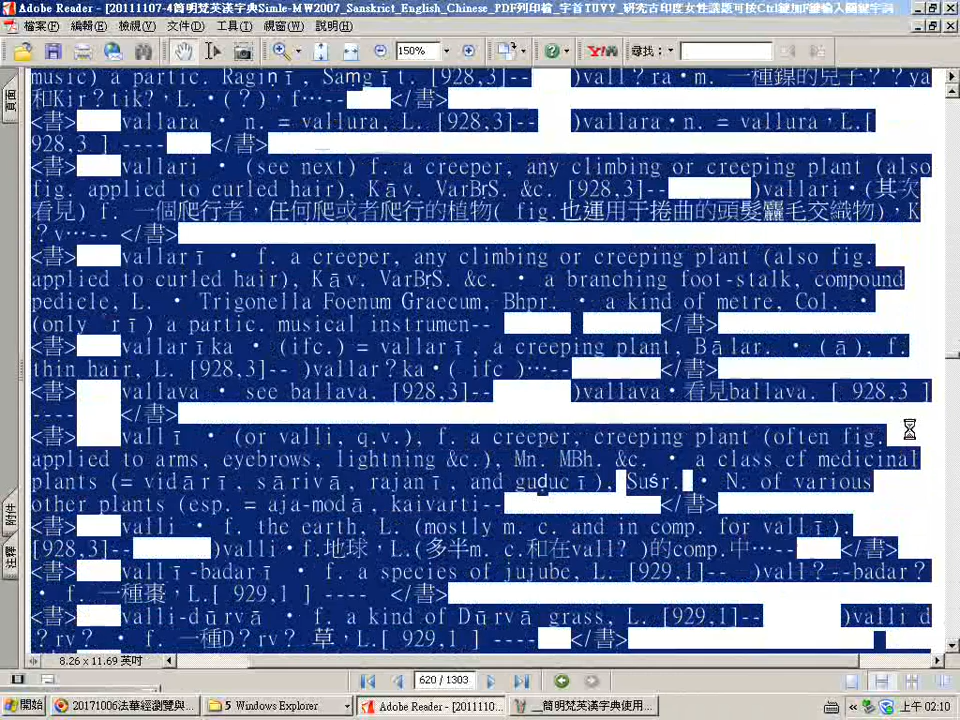 Adobe Reader - [20111107-4簡明梵英漢字典Simle-MW2007_Sanskrict_English_Chinese_PDF列印檔_字首TUVY_研究古印度女性議題可按Ctrl鍵加F鍵輸入關鍵字詞
檔案(F) 編輯(E) 檢視(V) 文件(D) 工具(T) 視窗(W) 說明(H)
150% 尋找：
music) a partic. Ragiṇī, Saṃgīt. [928,3]-- )vall？ra‧m. 一種鎳的兒子？？ya
和Kir？tik?, L.‧(？), f…-- </書>
<書> vallara ‧ n. = vallura, L. [928,3]-- )vallara‧n. = vallura，L.[
928,3 ] ---- </書>
<書> vallari ‧ (see next) f. a creeper, any climbing or creeping plant (also
fig. applied to curled hair), Kāv. VarBṛS. &c. [928,3]-- )vallari‧(其次
看見) f. 一個爬行者，任何爬或者爬行的植物( fig.也運用于捲曲的頭髮毛交織物)，K
？v…-- </書>
<書> vallarī ‧ f. a creeper, any climbing or creeping plant (also fig.
applied to curled hair), Kāv. VarBṛS. &c. ‧ a branching foot-stalk, compound
pedicle, L. ‧ Trigonella Foenum Graecum, Bhpr. ‧ a kind of metre, Col. ‧
(only rī) a partic. musical instrumen-- </書>
<書> vallarīka ‧ (ifc.) = vallarī, a creeping plant, Bālar. ‧ (ā), f.
thin hair, L. [928,3]-- )vallar？ka‧( ifc )…-- </書>
<書> vallava ‧ see ballava. [928,3]-- )vallava‧看見ballava. [ 928,3 ]
---- </書>
<書> vallī ‧ (or valli, q.v.), f. a creeper, creeping plant (often fig.
applied to arms, eyebrows, lightning &c.), Mn. MBh. &c. ‧ a class cf medicinal
plants (= vidārī, sārivā, rajanī, and guḍucī), Suśr. ‧ N. of various
other plants (esp. = aja-modā, kaivarti-- </書>
<書> valli ‧ f. the earth, L. (mostly m. c. and in comp. for vallī).
[928,3]-- )valli‧f.地球，L.(多半m. c.和在vall? )的comp.中…-- </書>
<書> vallī-badarī ‧ f. a species of jujube, L. [929,1]-- )vall？--badar？
‧ f. 一種棗，L.[ 929,1 ] ---- </書>
<書> valli-dūrvā ‧ f. a kind of Dūrvā grass, L. [929,1]-- )valli d
？rv？ ‧ f. 一種D？rv？ 草，L.[ 929,1 ] ---- </書>
頁面
附件
注釋
8.26 x 11.69 英吋
620 / 1303
開始 20171006法華經瀏覽與... 5 Windows Explorer Adobe Reader - [2011110... __簡明梵英漢字典使用... 上午 02:10